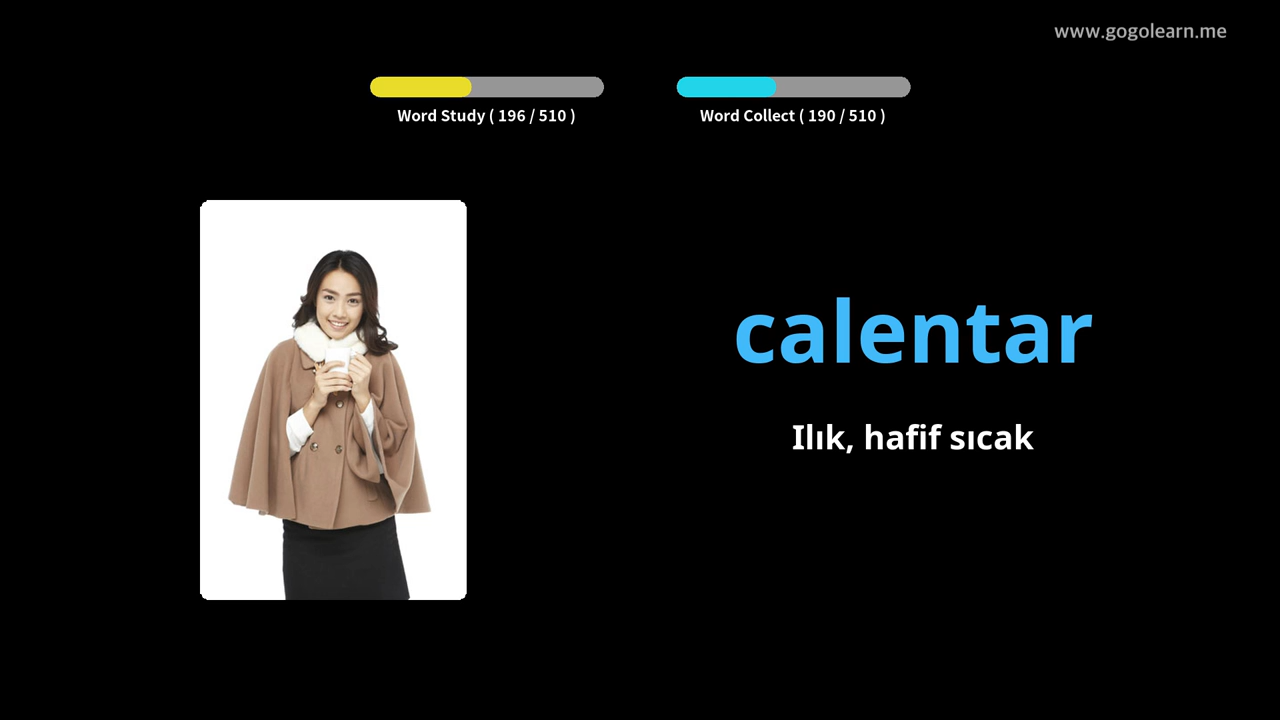 www.gogolearn.me
Word Study ( 196 / 510 )
Word Collect ( 190 / 510 )
calentar
Ilık, hafif sıcak